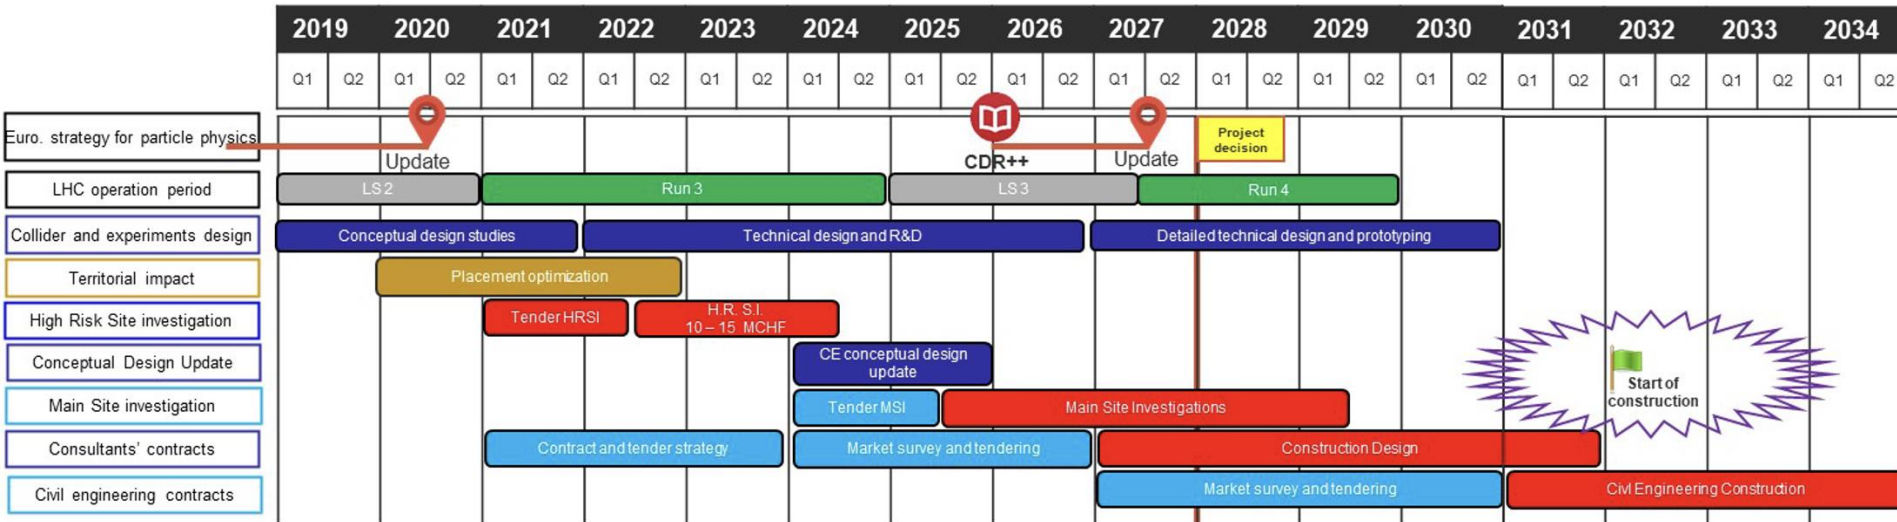 2019 2020 2021 2022 2023 2024 2025 2026 2027 2028 2029 2030 2031 2032 2033 2034
Q1 Q2 Q1 Q2 Q1 Q2 Q1 Q2 Q1 Q2 Q1 Q2 Q1 Q2 Q1 Q2 Q1 Q2 Q1 Q2 Q1 Q2 Q1 Q2 Q1 Q2 Q1 Q2 Q1 Q2 Q1 Q2
Euro. strategy for particle physics
Update
CDR++
Update
Project
decision
LHC operation period
LS2 Run 3 LS3 Run 4
Collider and experiments design
Conceptual design studies Technical design and R&D Detailed technical design and prototyping
Territorial impact
Placement optimization
High Risk Site investigation
Tender HRSI
H.R. S.I.
10 – 15 MCHF
Conceptual Design Update
CE conceptual design
update
Start of
construction
Main Site investigation
Tender MSI Main Site Investigations
Consultants' contracts
Contract and tender strategy Market survey and tendering Construction Design
Civil engineering contracts
Market survey and tendering Civl Engineering Construction